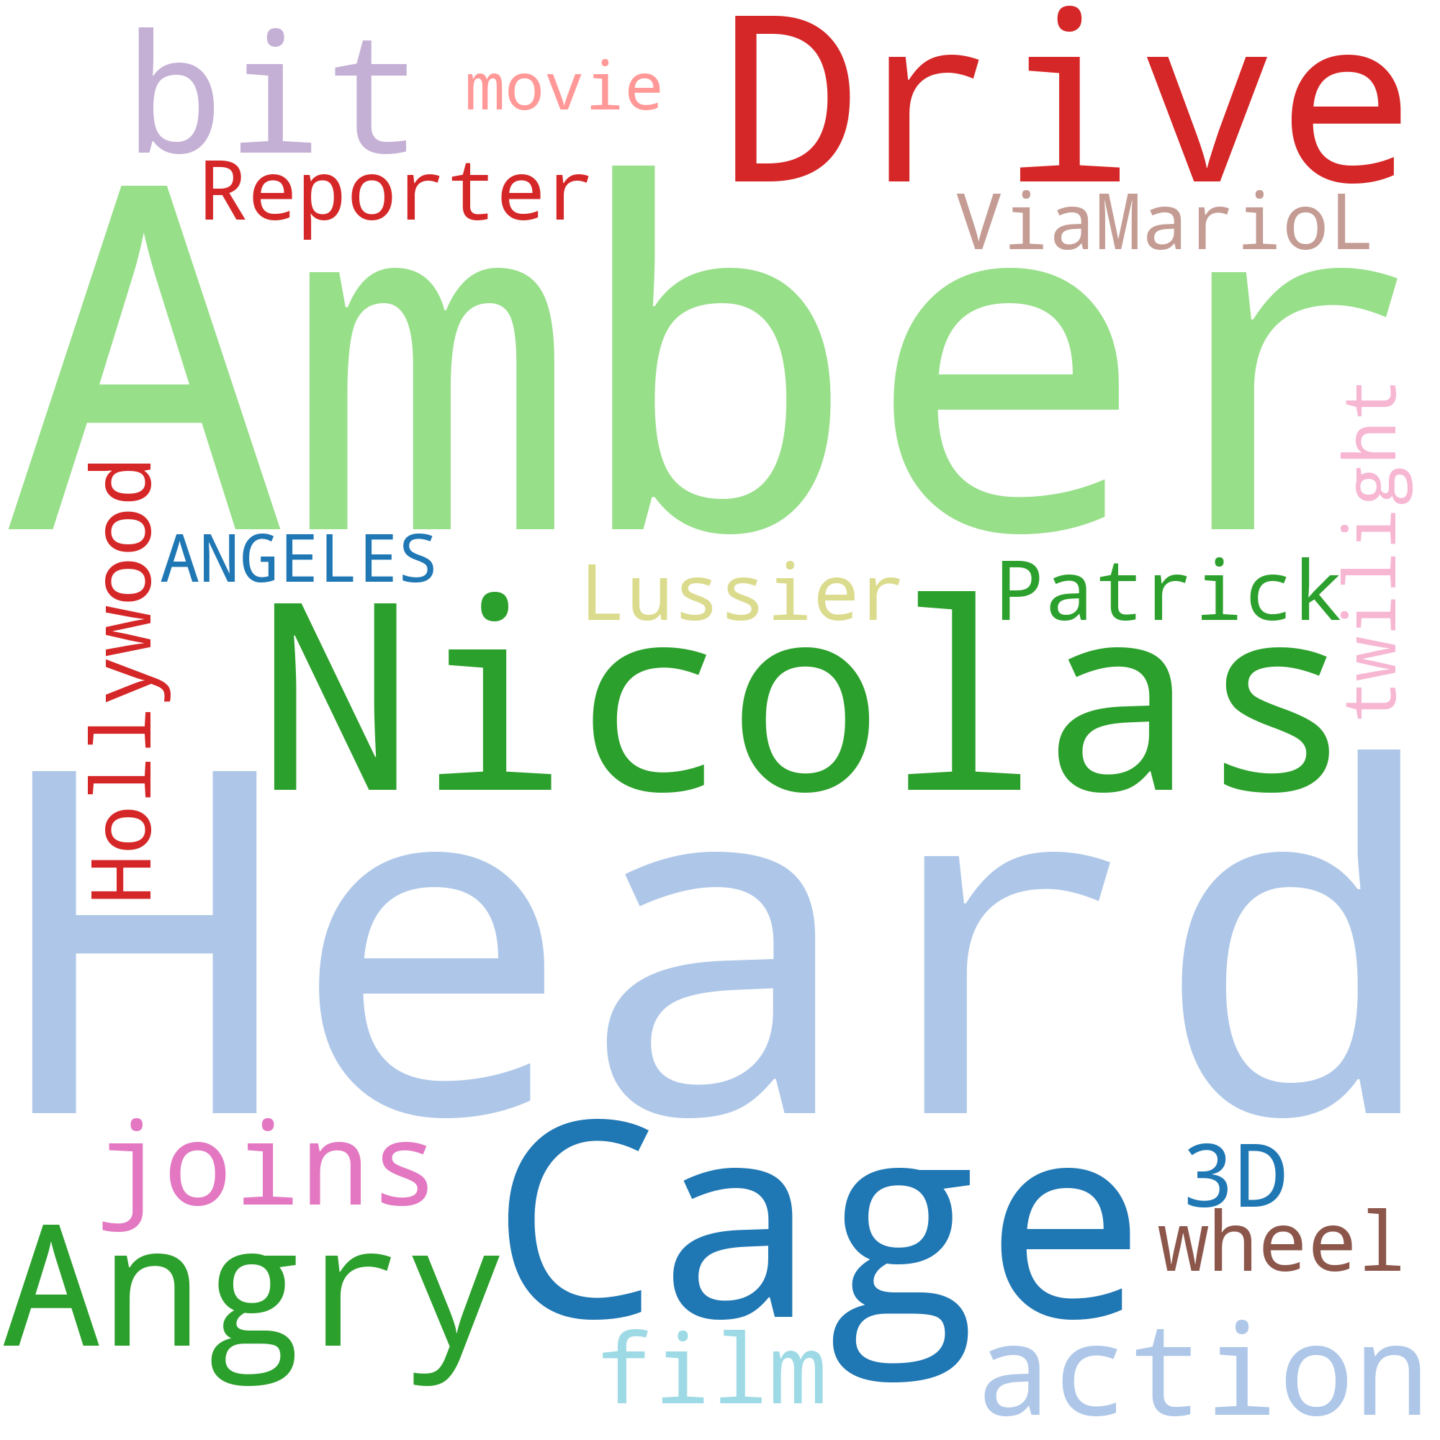 bit
movie
Drive
Reporter
ViaMarioL
Amber
twilight
Hollywood
ANGELES
Lussier
Patrick
Nicolas
Heard
joins
Cage
3D
wheel
Angry
film
action